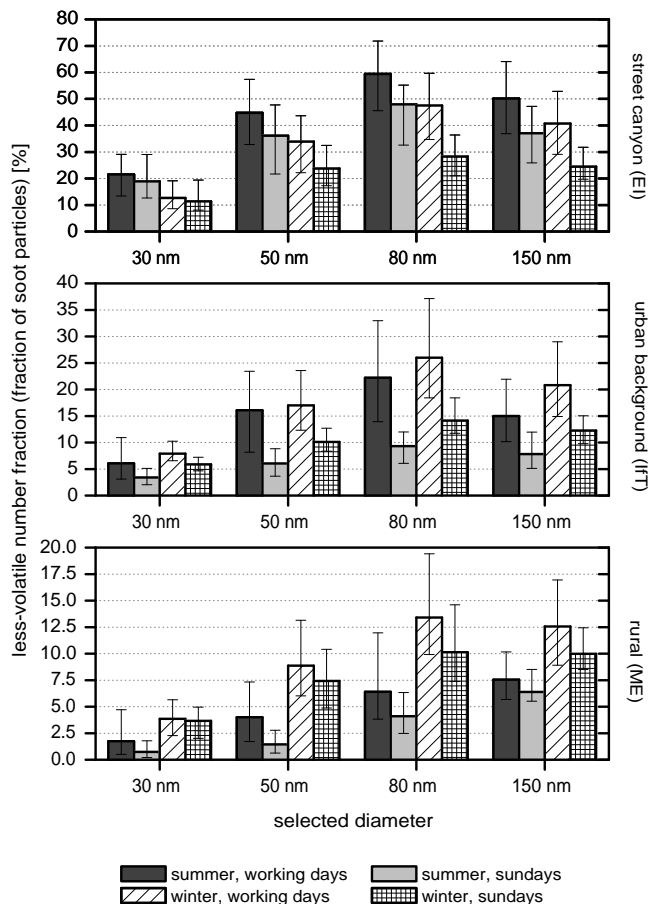 less-volatile number fraction (fraction of soot particles) [%]
80
70
60
50
40
30
20
10
0
30 nm 50 nm 80 nm 150 nm
street canyon (EI)
40
35
30
25
20
15
10
5
0
30 nm 50 nm 80 nm 150 nm
urban background (IfT)
20.0
17.5
15.0
12.5
10.0
7.5
5.0
2.5
0.0
30 nm 50 nm 80 nm 150 nm
rural (ME)
selected diameter
summer, working days summer, sundays
winter, working days winter, sundays